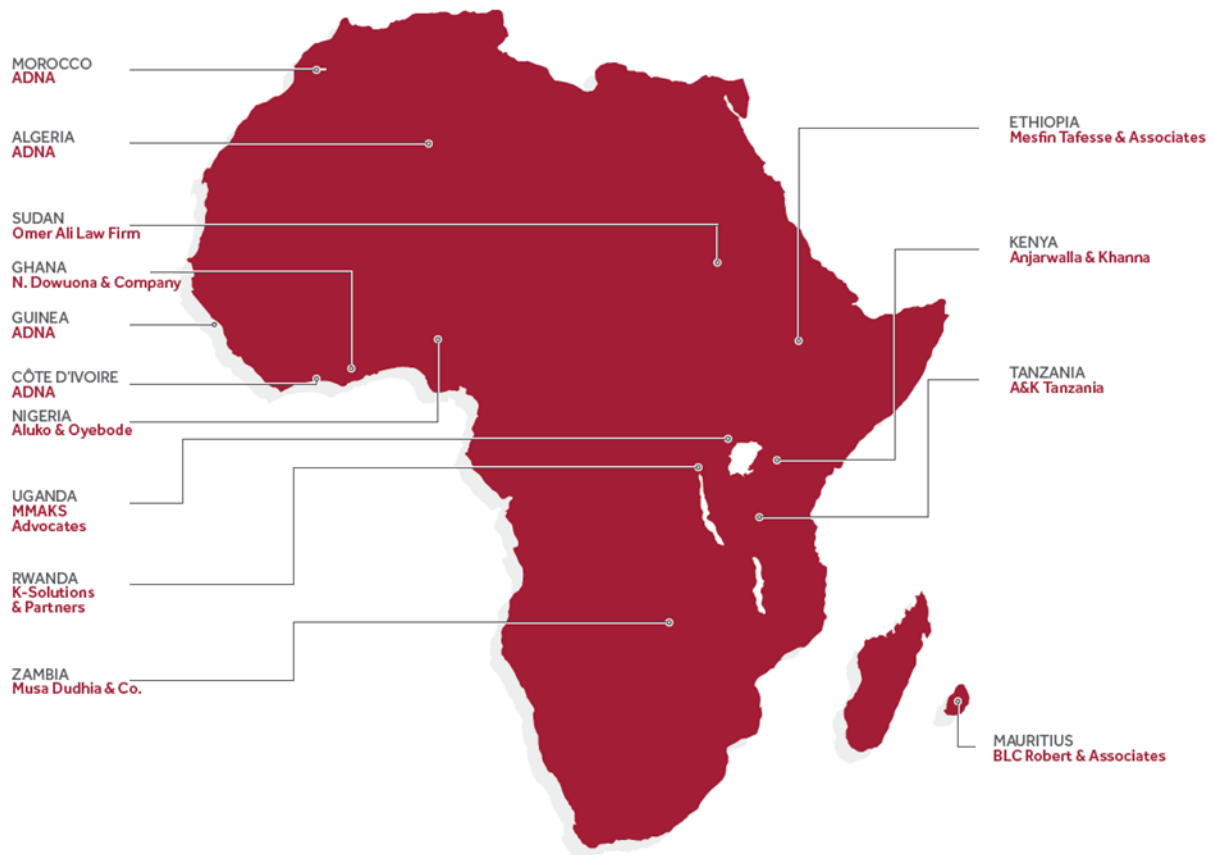 MOROCCO
ADNA
ALGERIA
ADNA
SUDAN
Omer Ali Law Firm
GHANA
N. Dowuona & Company
GUINEA
ADNA
CÔTE D'IVOIRE
ADNA
NIGERIA
Aluko & Oyebode
UGANDA
MMAKS
Advocates
RWANDA
K-Solutions
& Partners
ZAMBIA
Musa Dudhia & Co.
ETHIOPIA
Mesfin Tafesse & Associates
KENYA
Anjarwalla & Khanna
TANZANIA
A&K Tanzania
MAURITIUS
BLC Robert & Associates